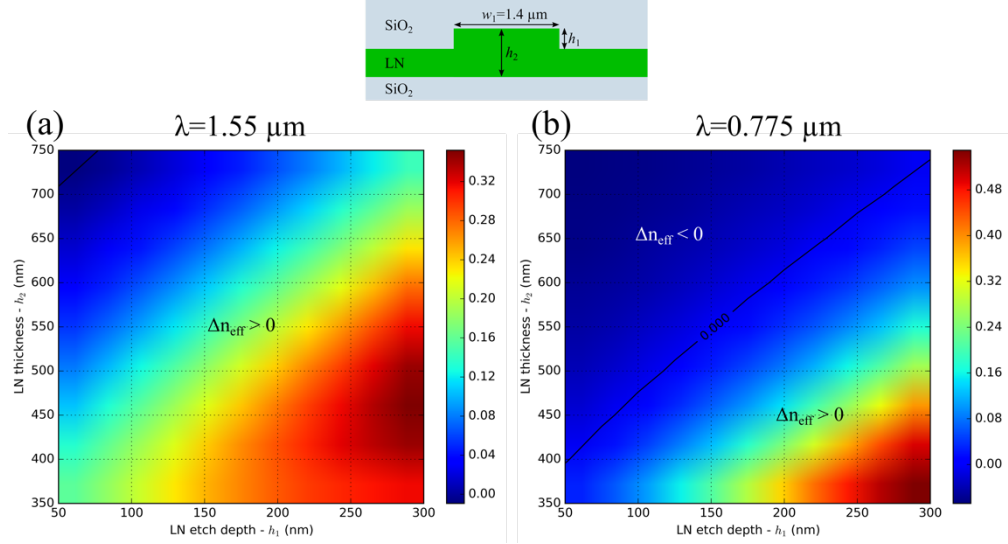 SiO₂
w₁=1.4 µm
h₁
h₂
LN
SiO₂
(a)
λ=1.55 µm
(b)
λ=0.775 µm
750
700
650
600
550
500
450
400
350
50
100
150
200
250
300
LN thickness - h₂ (nm)
LN etch depth - h₁ (nm)
Δn_eff > 0
0.32
0.28
0.24
0.20
0.16
0.12
0.08
0.04
0.00
750
700
650
600
550
500
450
400
350
50
100
150
200
250
300
LN thickness - h₂ (nm)
LN etch depth - h₁ (nm)
Δn_eff < 0
0.000
Δn_eff > 0
0.48
0.40
0.32
0.24
0.16
0.08
0.00